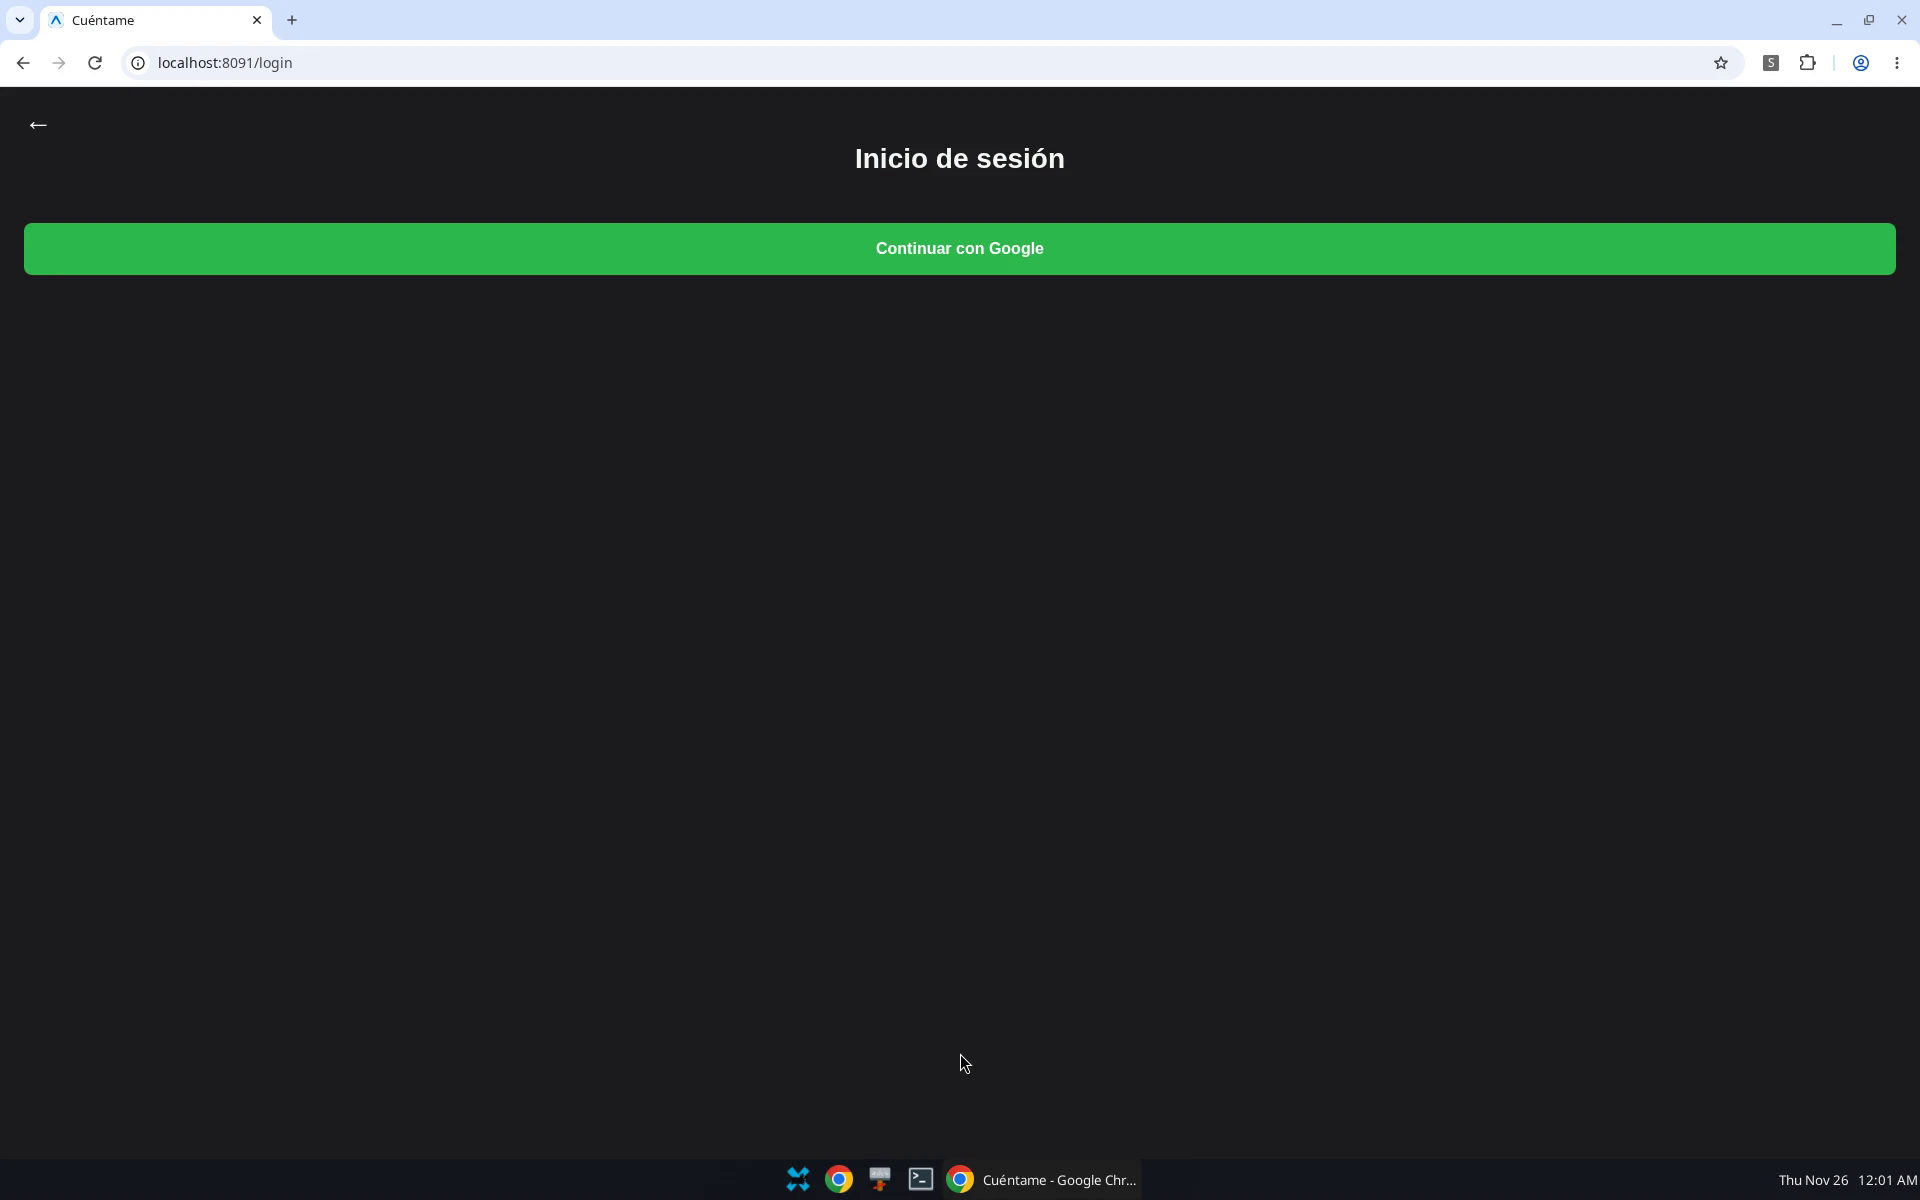 Cuéntame
localhost:8091/login
S
←
Inicio de sesión
Continuar con Google
Cuéntame - Google Chr...
Thu Nov 26 12:01 AM